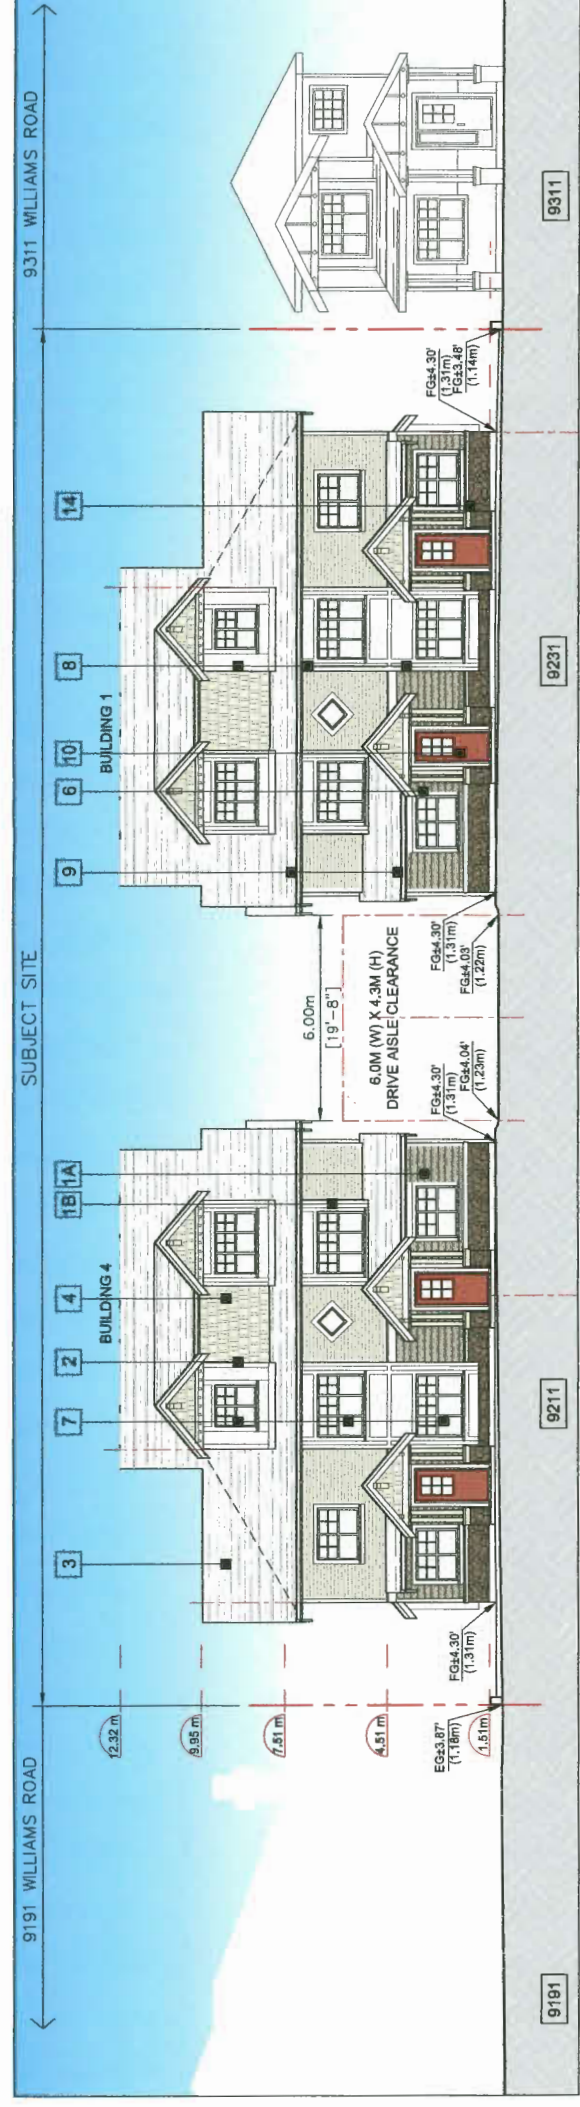 9191 WILLIAMS ROAD
SUBJECT SITE
9311 WILLIAMS ROAD
3
7
2
4
1B 1A
9
6
10
8
14
BUILDING 4
BUILDING 1
12.32 m
9.95 m
7.51 m
4.51 m
1.51m
6.00m
[19'-8"]
6.0M (W) X 4.3M (H)
DRIVE AISLE CLEARANCE
EG±3.87'
(1.18m)
FG±4.30'
(1.31m)
FG±4.30'
(1.31m)
FG±4.04'
(1.23m)
FG±4.30'
(1.31m)
FG±4.03'
(1.22m)
FG±4.30'
(1.31m)
FG±3.48'
(1.14m)
9191
9211
9231
9311